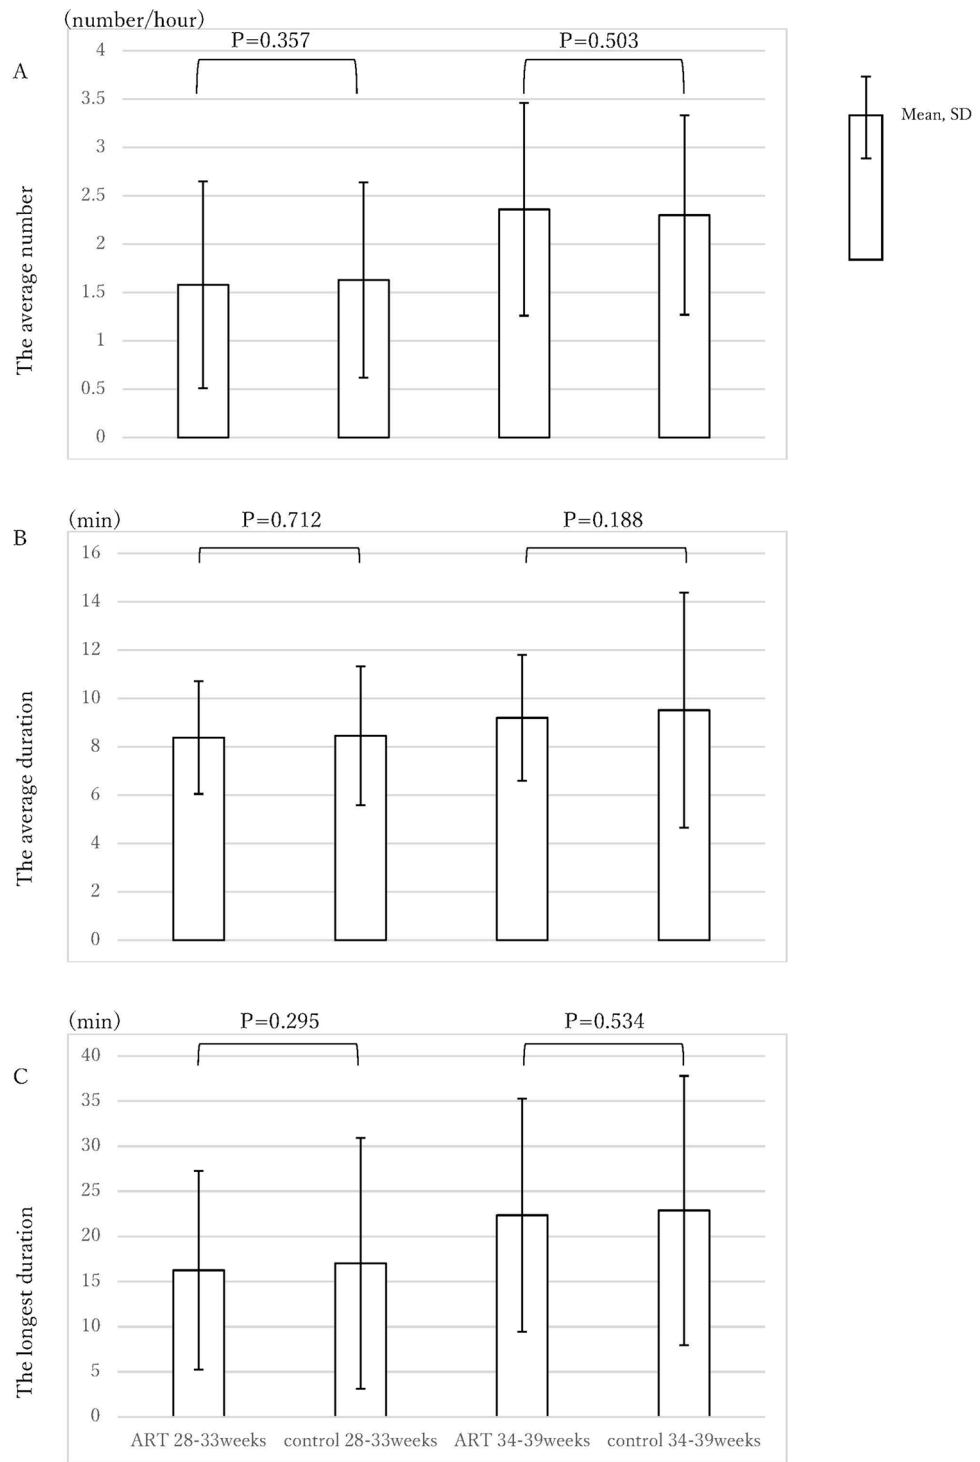 (number/hour)
P=0.357
P=0.503
A
The average number
4
3.5
3
2.5
2
1.5
1
0.5
0
Mean, SD
(min)
P=0.712
P=0.188
B
The average duration
16
14
12
10
8
6
4
2
0
(min)
P=0.295
P=0.534
C
The longest duration
40
35
30
25
20
15
10
5
0
ART 28-33weeks
control 28-33weeks
ART 34-39weeks
control 34-39weeks